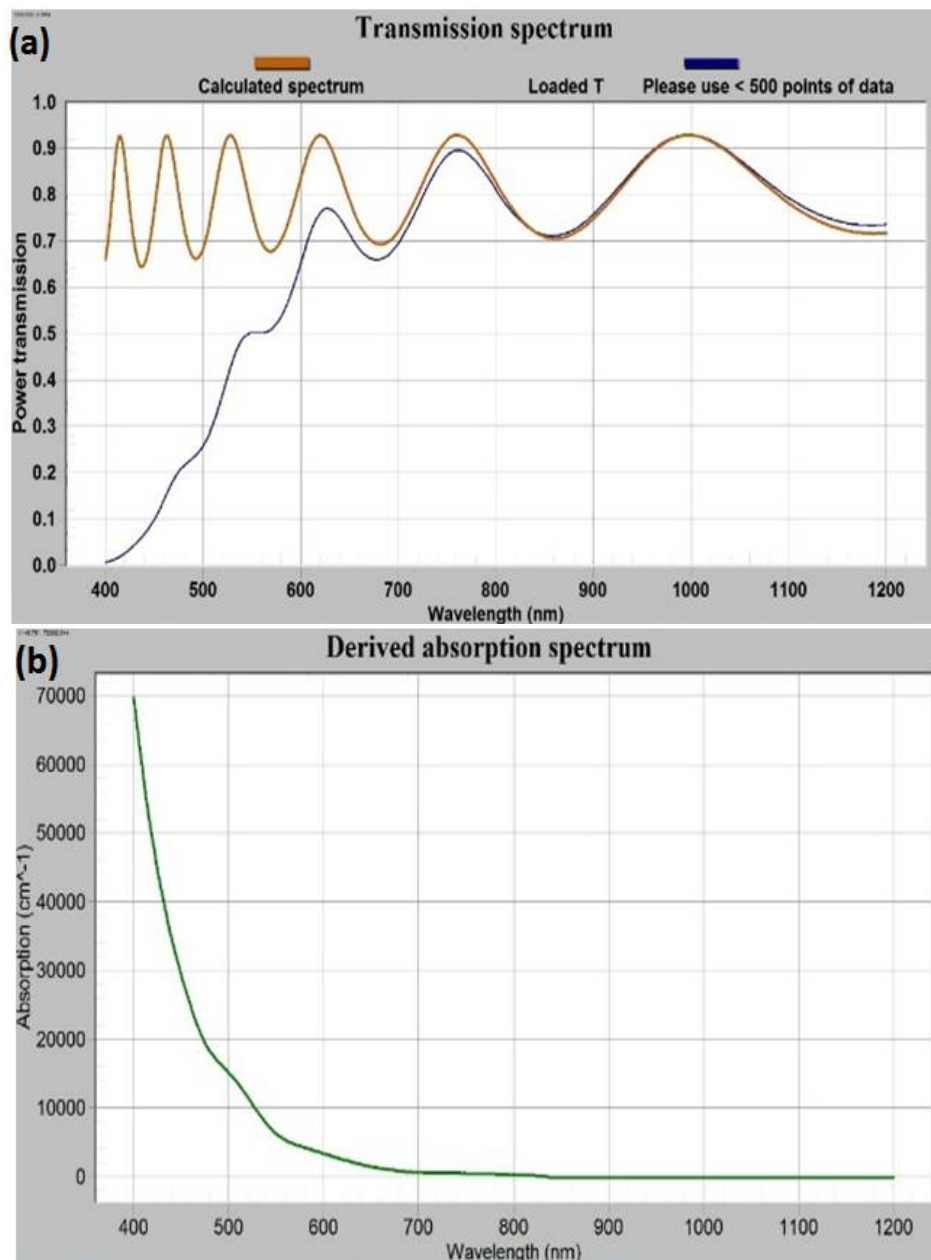 (a)
Transmission spectrum
Calculated spectrum Loaded T Please use < 500 points of data
1.0
0.9
0.8
0.7
0.6
0.5
0.4
0.3
0.2
0.1
0.0
Power transmission
400 500 600 700 800 900 1000 1100 1200
Wavelength (nm)
(b)
Derived absorption spectrum
70000
60000
50000
40000
30000
20000
10000
0
Absorption (cm^-1)
400 500 600 700 800 900 1000 1100 1200
Wavelength (nm)